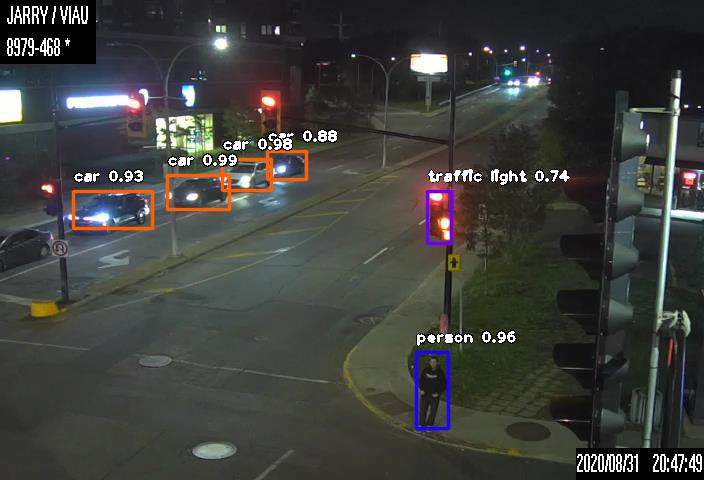 JARRY / VIAU
8979-468 *
car 0.88
car 0.98
car 0.99
car 0.93
traffic light 0.74
person 0.96
2020/08/31 20:47:49